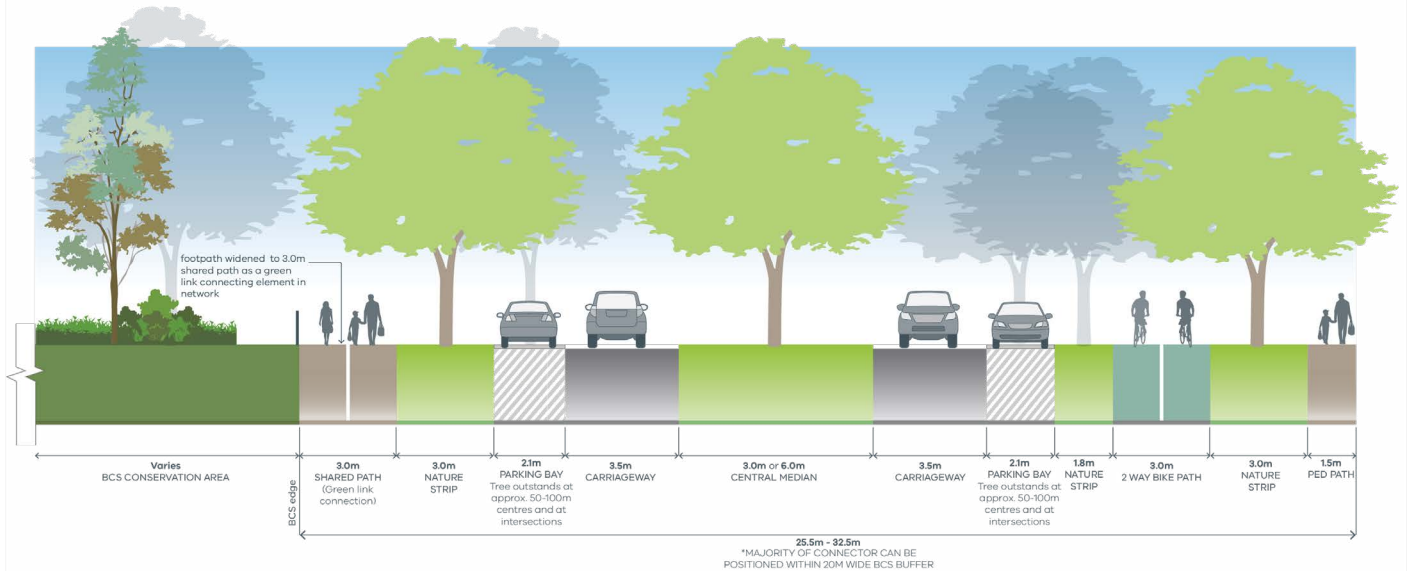 footpath widened to 3.0m
shared path as a green
link connecting element in
network
Varies
BCS CONSERVATION AREA
BCS edge
3.0m
SHARED PATH
(Green link
connection)
3.0m
NATURE
STRIP
2.1m
PARKING BAY
Tree outstands at
approx. 50-100m
centres and at
intersections
3.5m
CARRIAGEWAY
3.0m or 6.0m
CENTRAL MEDIAN
3.5m
CARRIAGEWAY
2.1m
PARKING BAY
Tree outstands at
approx. 50-100m
centres and at
intersections
1.8m
NATURE
STRIP
3.0m
2 WAY BIKE PATH
3.0m
NATURE
STRIP
1.5m
PED PATH
25.5m - 32.5m
*MAJORITY OF CONNECTOR CAN BE
POSITIONED WITHIN 20M WIDE BCS BUFFER